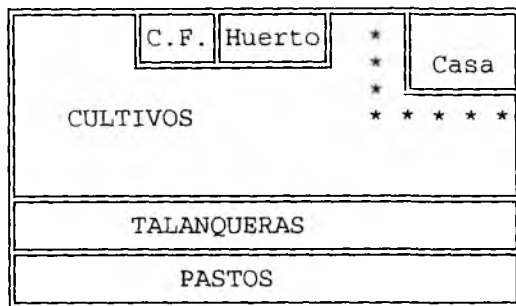 C.F. Huerto *
* Casa
*
CULTIVOS * * * * *
TALANQUERAS
PASTOS